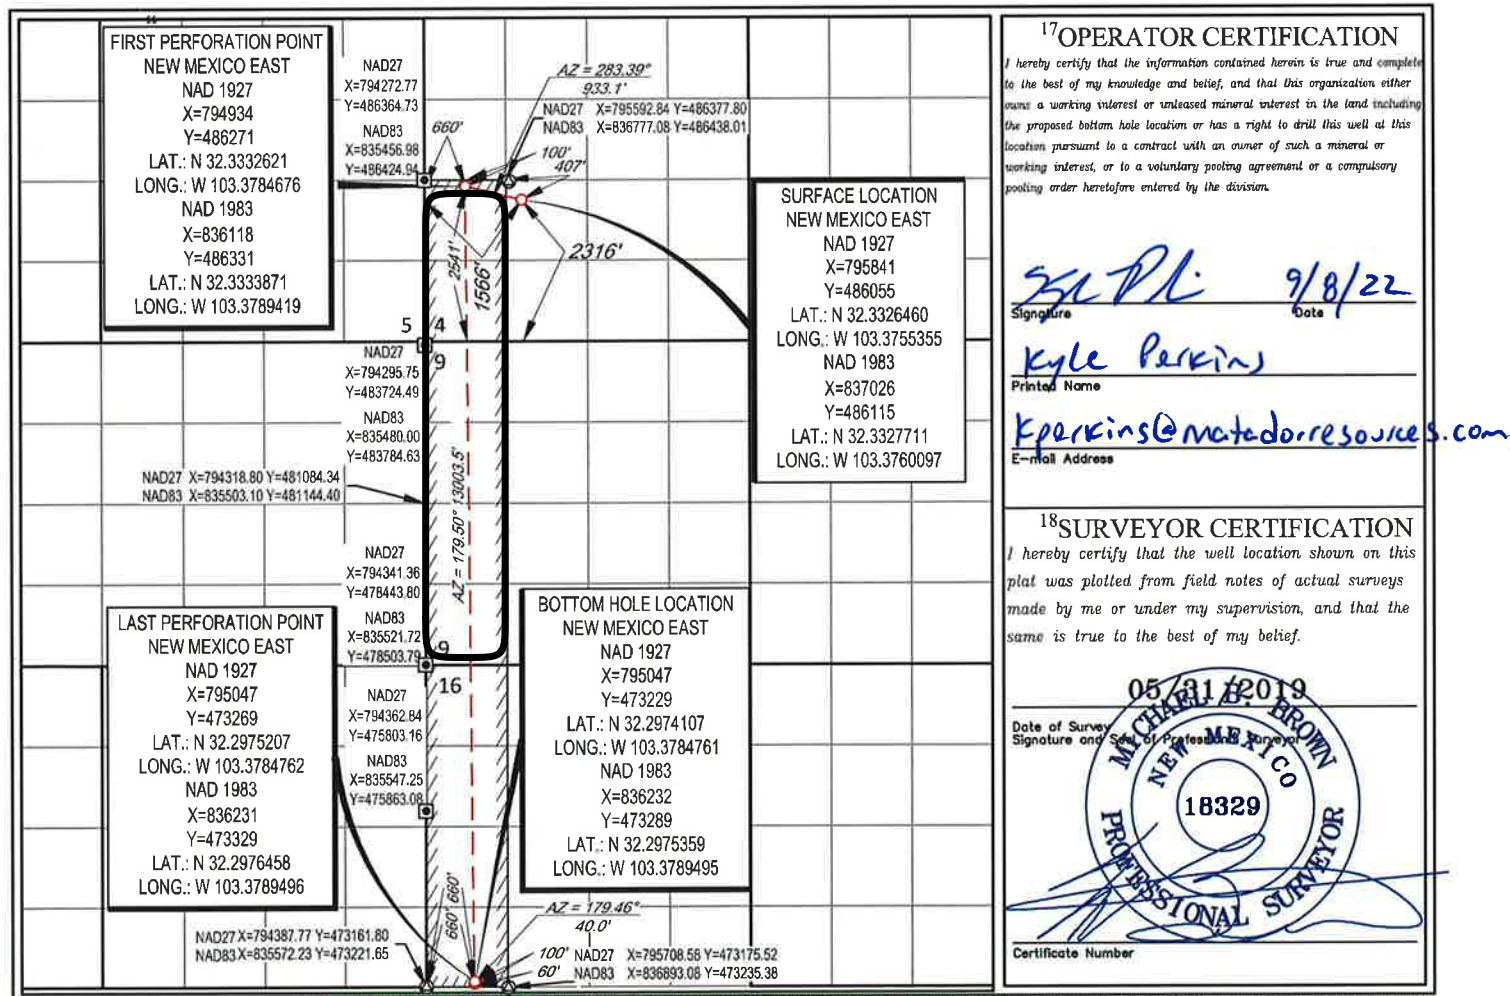 FIRST PERFORATION POINT
NEW MEXICO EAST
NAD 1927
X=794934
Y=486271
LAT.: N 32.3332621
LONG.: W 103.3784676
NAD 1983
X=836118
Y=486331
LAT.: N 32.3333871
LONG.: W 103.3789419
NAD27
X=794272.77
Y=486364.73
NAD83
X=835456.98
Y=486424.94
AZ = 283.39°
933.1'
NAD27 X=795592.84 Y=486377.80
NAD83 X=836777.08 Y=486438.01
660'
100'
407'
SURFACE LOCATION
NEW MEXICO EAST
NAD 1927
X=795841
Y=486055
LAT.: N 32.3326460
LONG.: W 103.3755355
NAD 1983
X=837026
Y=486115
LAT.: N 32.3327711
LONG.: W 103.3760097
2541'
1566'
2316'
5 4
9
NAD27
X=794295.75
Y=483724.49
NAD83
X=835480.00
Y=483784.63
NAD27 X=794318.80 Y=481084.34
NAD83 X=835503.10 Y=481144.40
AZ = 179.50° 13003.5'
NAD27
X=794341.36
Y=478443.80
NAD83
X=835521.72
Y=478503.79
9
16
LAST PERFORATION POINT
NEW MEXICO EAST
NAD 1927
X=795047
Y=473269
LAT.: N 32.2975207
LONG.: W 103.3784762
NAD 1983
X=836231
Y=473329
LAT.: N 32.2976458
LONG.: W 103.3789496
NAD27
X=794362.84
Y=475803.16
NAD83
X=835547.25
Y=475863.08
BOTTOM HOLE LOCATION
NEW MEXICO EAST
NAD 1927
X=795047
Y=473229
LAT.: N 32.2974107
LONG.: W 103.3784761
NAD 1983
X=836232
Y=473289
LAT.: N 32.2975359
LONG.: W 103.3789495
660' 660'
AZ = 179.46°
40.0'
NAD27 X=794387.77 Y=473161.80
NAD83 X=835572.23 Y=473221.65
100'
60'
NAD27 X=795708.58 Y=473175.52
NAD83 X=836893.08 Y=473235.38
17OPERATOR CERTIFICATION
I hereby certify that the information contained herein is true and complete
to the best of my knowledge and belief, and that this organization either
owns a working interest or unleased mineral interest in the land including
the proposed bottom hole location or has a right to drill this well at this
location pursuant to a contract with an owner of such a mineral or
working interest, or to a voluntary pooling agreement or a compulsory
pooling order heretofore entered by the division.
9/8/22
Signature Date
Kyle Perkins
Printed Name
Kperkins@matadorresources.com
E-mail Address
18SURVEYOR CERTIFICATION
I hereby certify that the well location shown on this
plat was plotted from field notes of actual surveys
made by me or under my supervision, and that the
same is true to the best of my belief.
05/31/2019
Date of Survey
Signature and Seal of Professional Surveyor
MICHAEL B. BROWN
NEW MEXICO
18329
PROFESSIONAL SURVEYOR
Certificate Number